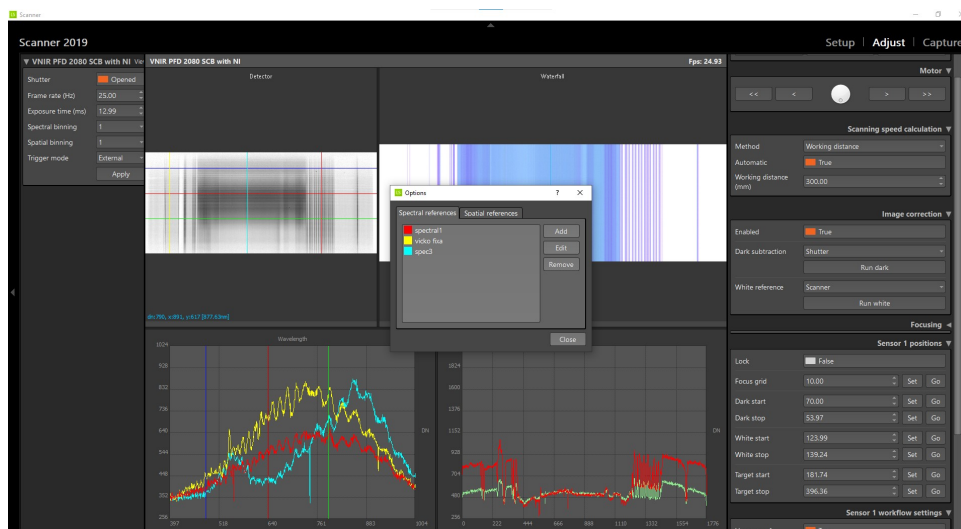 Scanner
Scanner 2019
Setup
Adjust
Capture
VNIR PFD 2080 SCB with NI
Shutter
Opened
Frame rate (Hz)
25.00
Exposure time (ms)
12.99
Spectral binning
1
Spatial binning
1
Trigger mode
External
Apply
VNIR PFD 2080 SCB with NI
Fps: 24.93
Detector
Waterfall
Options
?
Spectral references
Spatial references
spectral1
vidko fixa
spec3
Add
Edit
Remove
Close
Wavelength
1024
928
832
736
640
544
448
352
256
397
518
640
761
883
1004
DN
1152
480
256
0
222
444
666
888
1110
1332
1554
1776
DN
Motor
<<
<
>
>>
Scanning speed calculation
Method
Working distance
Automatic
True
Working distance
(mm)
300.00
Image correction
Enabled
True
Dark subtraction
Shutter
Run dark
White reference
Scanner
Run white
Focusing
Sensor 1 positions
Lock
False
Focus grid
10.00
Set
Go
Dark start
70.00
Set
Go
Dark stop
53.97
Set
Go
White start
123.99
Set
Go
White stop
139.24
Set
Go
Target start
181.74
Set
Go
Target stop
396.36
Set
Go
Sensor 1 workflow settings